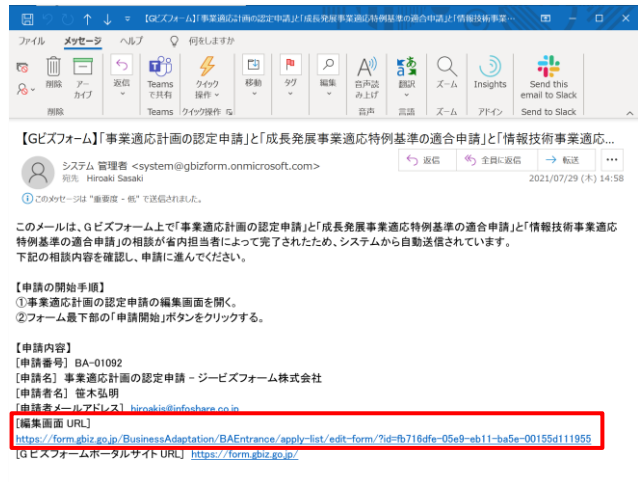 【Gビズフォーム】「事業適応計画の認定申請」と「成長発展事業適応特例基準の適合申請」と「情報技術事業…
ファイル メッセージ ヘルプ 何をしますか
削除 アーカイブ 返信 Teamsで共有 クイック操作 移動 タグ 編集 音声読み上げ 翻訳 ズーム Insights Send this email to Slack
削除 Teams クイック操作 音声 言語 ズーム アドイン Send to Slack
【Gビズフォーム】「事業適応計画の認定申請」と「成長発展事業適応特例基準の適合申請」と「情報技術事業適応...
システム 管理者 <system@gbizform.onmicrosoft.com>
宛先 Hiroaki Sasaki
返信 全員に返信 転送 ...
2021/07/29 (木) 14:58
このメッセージは "重要度 - 低" で送信されました。
このメールは、Gビズフォーム上で「事業適応計画の認定申請」と「成長発展事業適応特例基準の適合申請」と「情報技術事業適応
特例基準の適合申請」の相談が省内担当者によって完了されたため、システムから自動送信されています。
下記の相談内容を確認し、申請に進んでください。
【申請の開始手順】
①事業適応計画の認定申請の編集画面を開く。
②フォーム最下部の「申請開始」ボタンをクリックする。
【申請内容】
[申請番号] BA-01092
[申請名] 事業適応計画の認定申請 - ジービズフォーム株式会社
[申請者名] 笹木弘明
[申請者メールアドレス] hiroakis@infoshare.co.jp
[編集画面 URL]
https://form.gbiz.go.jp/BusinessAdaptation/BAEntrance/apply-list/edit-form/?id=fb716dfe-05e9-eb11-ba5e-00155d111955
[Gビズフォームポータルサイト URL] https://form.gbiz.go.jp/